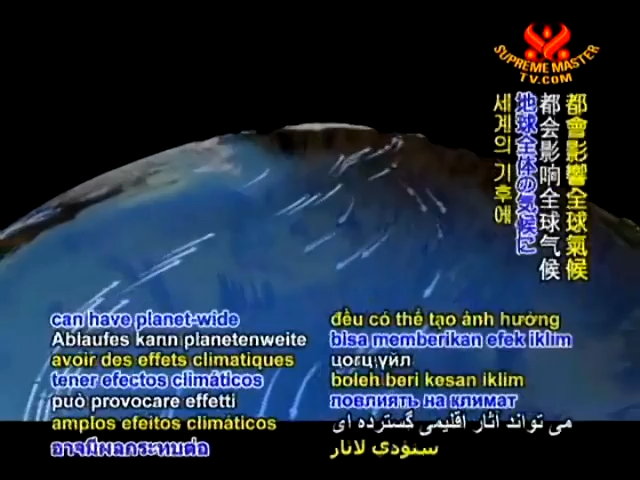 SUPREME MASTER
TV.COM
都會影響全球氣候
都会影响全球气候
地球全体の気候に
세계의 기후에
can have planet-wide
Ablaufes kann planetenweite
avoir des effets climatiques
tener efectos climáticos
può provocare effetti
amplos efeitos climáticos
อาจมีผลกระทบต่อ
đều có thể tạo ảnh hưởng
bisa memberikan efek iklim
boleh beri kesan iklim
повлиять на климат
می تواند آثار اقلیمی گسترده ای